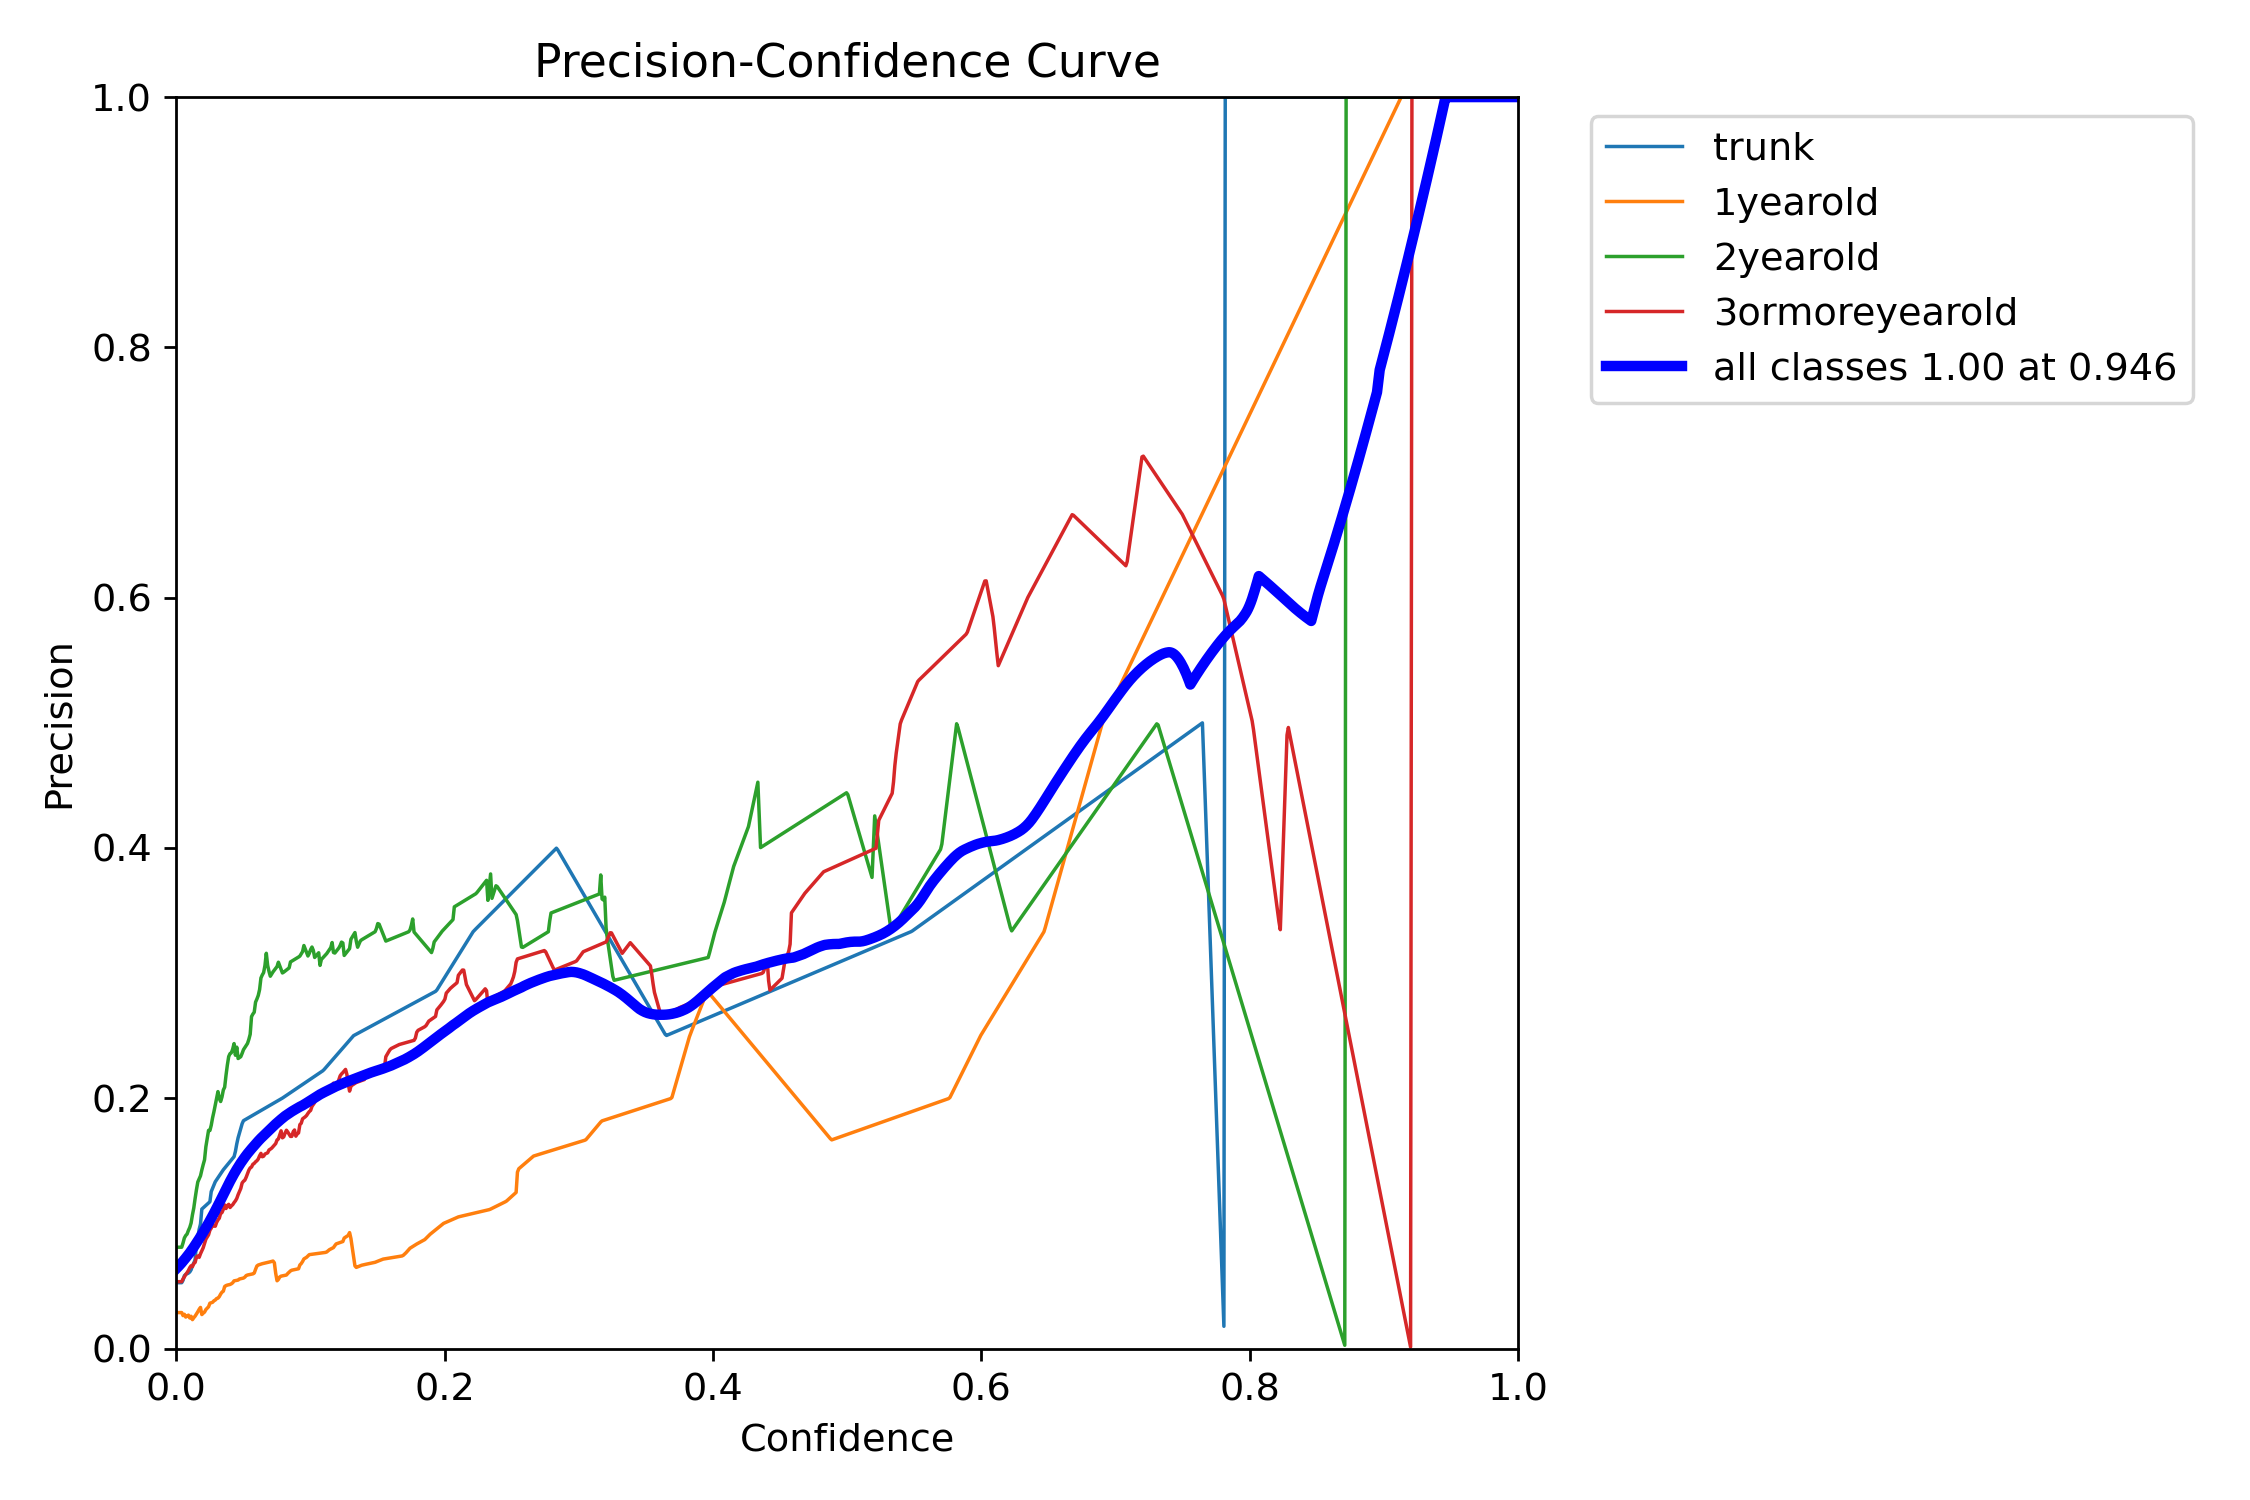 Precision-Confidence Curve
1.0
0.8
0.6
0.4
0.2
0.0
Precision
0.0 0.2 0.4 0.6 0.8 1.0
Confidence
trunk
1yearold
2yearold
3ormoreyearold
all classes 1.00 at 0.946